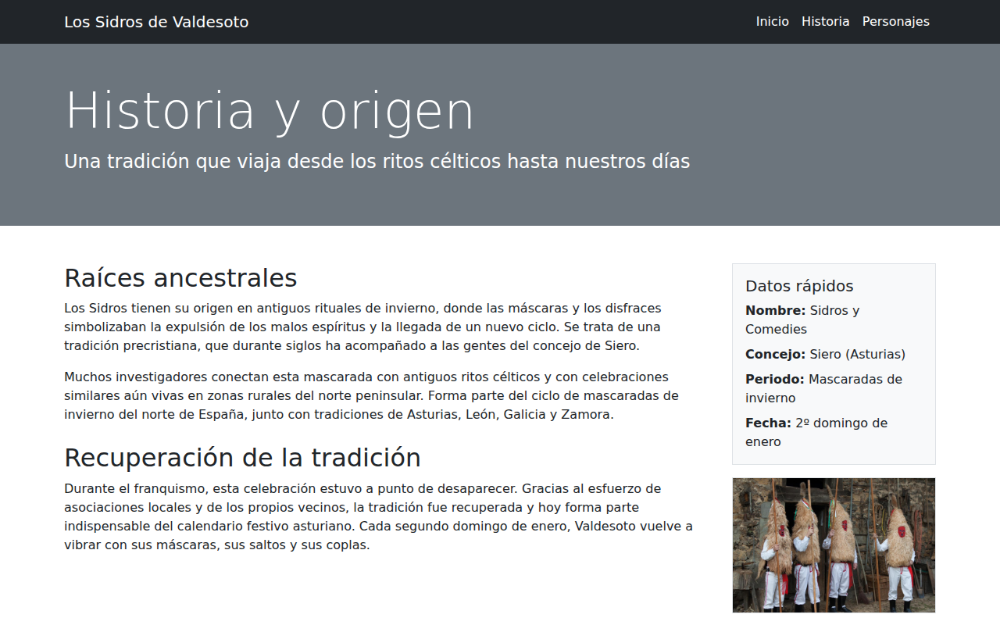 Los Sidros de Valdesoto
Inicio Historia Personajes
Historia y origen
Una tradición que viaja desde los ritos célticos hasta nuestros días
Raíces ancestrales
Los Sidros tienen su origen en antiguos rituales de invierno, donde las máscaras y los disfraces
simbolizaban la expulsión de los malos espíritus y la llegada de un nuevo ciclo. Se trata de una
tradición precristiana, que durante siglos ha acompañado a las gentes del concejo de Siero.
Muchos investigadores conectan esta mascarada con antiguos ritos célticos y con celebraciones
similares aún vivas en zonas rurales del norte peninsular. Forma parte del ciclo de mascaradas de
invierno del norte de España, junto con tradiciones de Asturias, León, Galicia y Zamora.
Recuperación de la tradición
Durante el franquismo, esta celebración estuvo a punto de desaparecer. Gracias al esfuerzo de
asociaciones locales y de los propios vecinos, la tradición fue recuperada y hoy forma parte
indispensable del calendario festivo asturiano. Cada segundo domingo de enero, Valdesoto vuelve a
vibrar con sus máscaras, sus saltos y sus coplas.
Datos rápidos
Nombre: Sidros y
Comedies
Concejo: Siero (Asturias)
Periodo: Mascaradas de
invierno
Fecha: 2º domingo de
enero